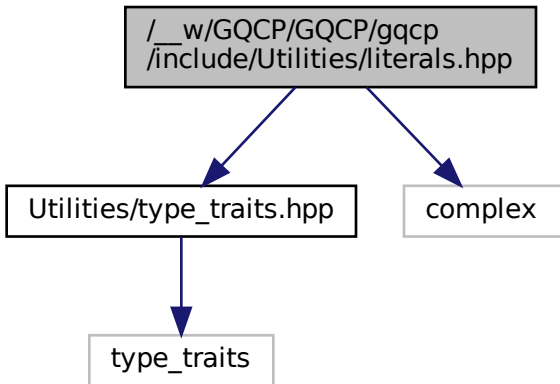 /__w/GQCP/GQCP/gqcp
/include/Utilities/literals.hpp
Utilities/type_traits.hpp
complex
type_traits